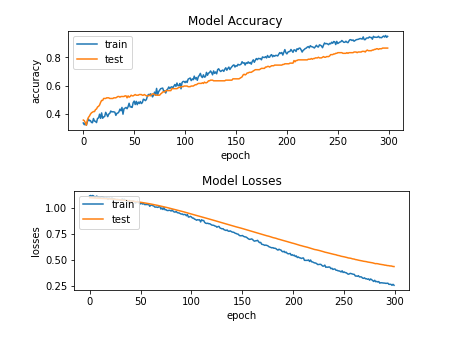 Model Accuracy
train
test
0.8
0.6
0.4
accuracy
0 50 100 150 200 250 300
epoch
Model Losses
train
test
1.00
0.75
0.50
0.25
losses
0 50 100 150 200 250 300
epoch